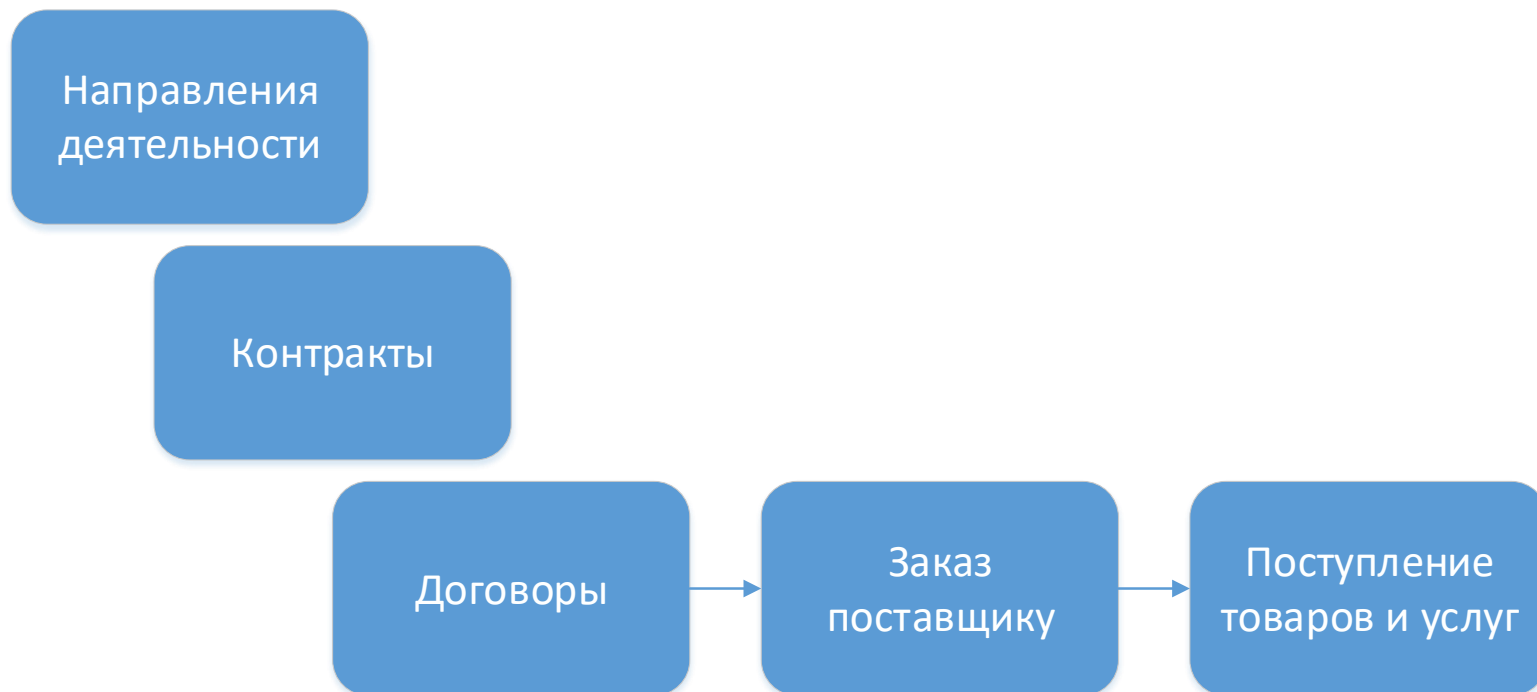 Направления
деятельности
Контракты
Договоры
Заказ
поставщику
Поступление
товаров и услуг